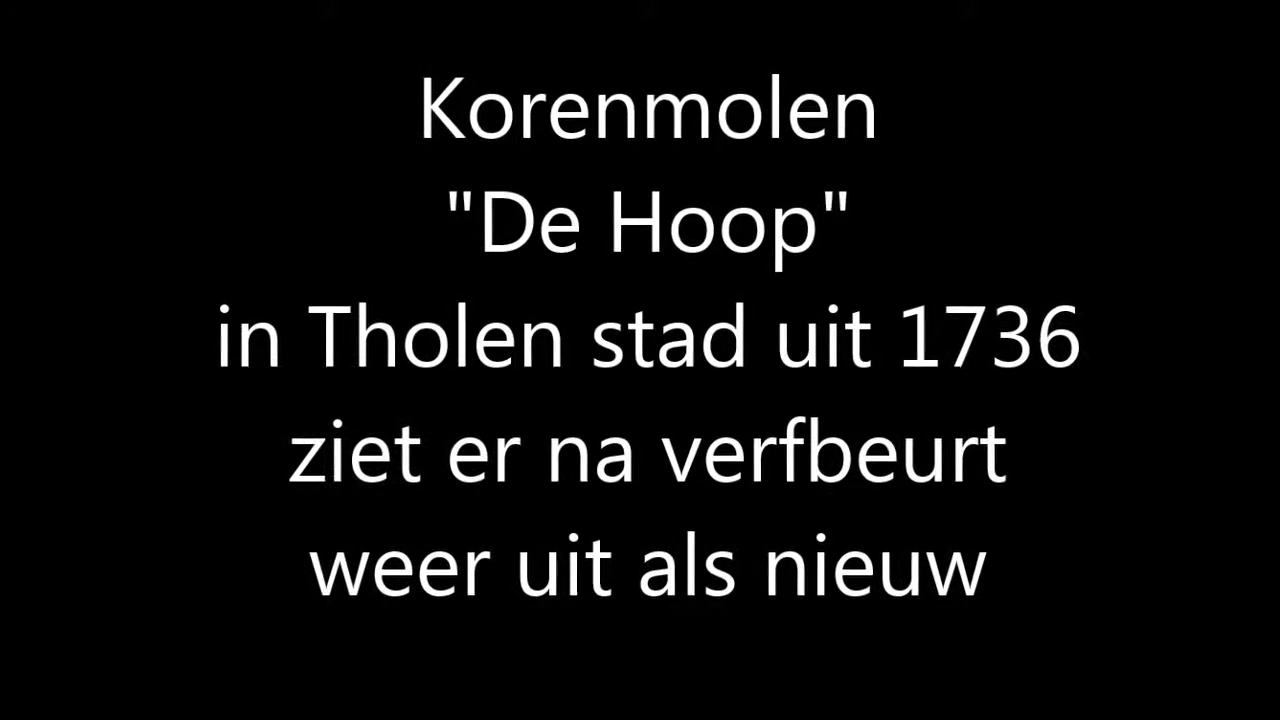 Korenmolen
"De Hoop"
in Tholen stad uit 1736
ziet er na verfbeurt
weer uit als nieuw